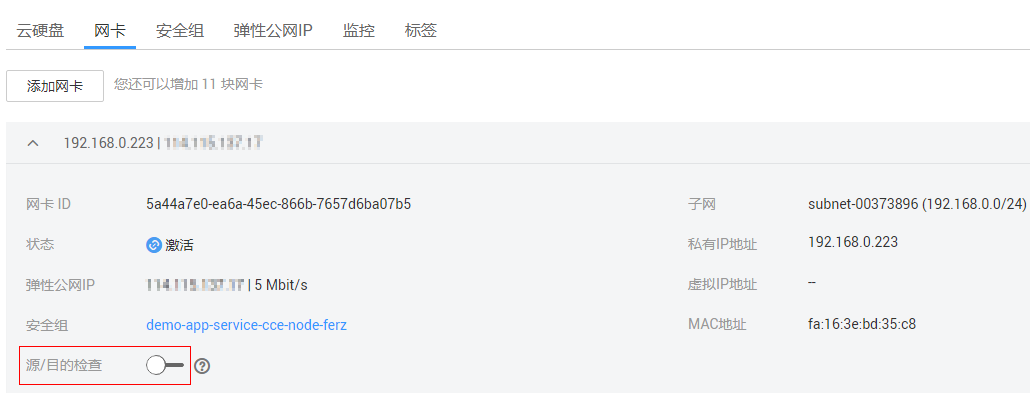 云硬盘 网卡 安全组 弹性公网IP 监控 标签
添加网卡 您还可以增加 11 块网卡
192.168.0.223 |
网卡 ID 5a44a7e0-ea6a-45ec-866b-7657d6ba07b5 子网 subnet-00373896 (192.168.0.0/24)
状态 激活 私有IP地址 192.168.0.223
弹性公网IP | 5 Mbit/s 虚拟IP地址 --
安全组 demo-app-service-cce-node-ferz MAC地址 fa:16:3e:bd:35:c8
源/目的检查 ?